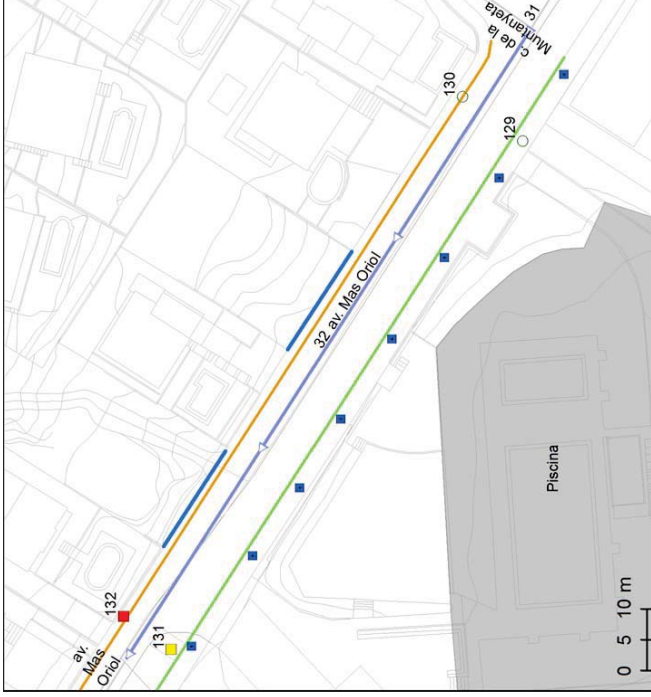 31
c. de la
Muntanyeta
130
129
32 av. Mas Oriol
132
131
av.
Mas
Oriol
Piscina
0 5 10 m